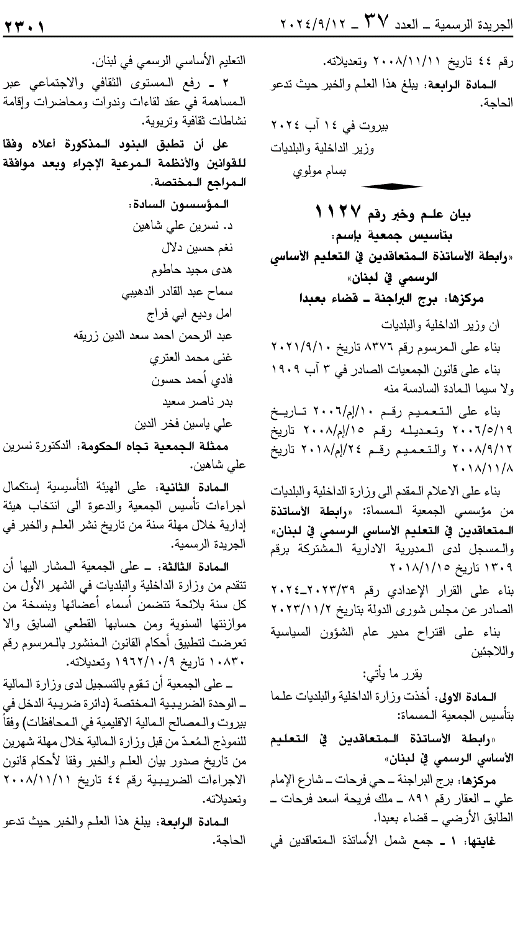 الجريدة الرسمية ــ العدد ٣٧ ــ ٢٠٢٤/٩/١٢
٢٣٠١
رقم ٤٤ تاريخ ٢٠٠٨/١١/١١ وتعديلاته.
المادة الرابعة: يبلغ هذا العلم والخبر حيث تدعو
الحاجة.
بيروت في ١٤ آب ٢٠٢٤
وزير الداخلية والبلديات
بسام مولوي
بيان علم وخبر رقم ١١٢٧
بتأسيس جمعية بإسم:
«رابطة الأساتذة المتعاقدين في التعليم الأساسي
الرسمي في لبنان»
مركزها: برج البراجنة ــ قضاء بعبدا
ان وزير الداخلية والبلديات
بناء على المرسوم رقم ٨٣٧٦ تاريخ ٢٠٢١/٩/١٠
بناء على قانون الجمعيات الصادر في ٣ آب ١٩٠٩
ولا سيما المادة السادسة منه
بناء على التعميم رقم ١٠/إم/٢٠٠٦ تاريخ
٢٠٠٦/٥/١٩ وتعديله رقم ١٥/إم/٢٠٠٨ تاريخ
٢٠٠٨/٩/١٢ والتعميم رقم ٢٤/إم/٢٠١٨ تاريخ
٢٠١٨/١١/٨
بناء على الاعلام المقدم الى وزارة الداخلية والبلديات
من مؤسسي الجمعية المسماة: «رابطة الأساتذة
المتعاقدين في التعليم الأساسي الرسمي في لبنان»
والمسجل لدى المديرية الادارية المشتركة برقم
١٣٠٩ تاريخ ٢٠١٨/١/١٥
بناء على القرار الإعدادي رقم ٢٠٢٣/٣٩ــ٢٠٢٤
الصادر عن مجلس شورى الدولة بتاريخ ٢٠٢٣/١١/٢
بناء على اقتراح مدير عام الشؤون السياسية
واللاجئين
يقرر ما يأتي:
المادة الاولى: أخذت وزارة الداخلية والبلديات علما
بتأسيس الجمعية المسماة:
«رابطة الأساتذة المتعاقدين في التعليم
الأساسي الرسمي في لبنان»
مركزها: برج البراجنة ــ حي فرحات ــ شارع الإمام
علي ــ العقار رقم ٨٩١ ــ ملك فريحة اسعد فرحات ــ
الطابق الأرضي ــ قضاء بعبدا.
غايتها: ١ ــ جمع شمل الأساتذة المتعاقدين في
التعليم الأساسي الرسمي في لبنان.
٢ ــ رفع المستوى الثقافي والاجتماعي عبر
المساهمة في عقد لقاءات وندوات ومحاضرات وإقامة
نشاطات ثقافية وتربوية.
على أن تطبق البنود المذكورة أعلاه وفقا
للقوانين والأنظمة المرعية الإجراء وبعد موافقة
المراجع المختصة.
المؤسسون السادة:
د. نسرين علي شاهين
نغم حسين دلال
هدى مجيد حاطوم
سماح عبد القادر الدهيبي
امل وديع ابي فراج
عبد الرحمن احمد سعد الدين زريقه
غنى محمد العتري
فادي أحمد حسون
بدر ناصر سعيد
علي ياسين فخر الدين
ممثلة الجمعية تجاه الحكومة: الدكتورة نسرين
علي شاهين.
المادة الثانية: على الهيئة التأسيسية إستكمال
اجراءات تأسيس الجمعية والدعوة الى انتخاب هيئة
إدارية خلال مهلة سنة من تاريخ نشر العلم والخبر في
الجريدة الرسمية.
المادة الثالثة: ــ على الجمعية المشار اليها أن
تتقدم من وزارة الداخلية والبلديات في الشهر الأول من
كل سنة بلائحة تتضمن أسماء أعضائها وبنسخة من
موازنتها السنوية ومن حسابها القطعي السابق والا
تعرضت لتطبيق أحكام القانون المنشور بالمرسوم رقم
١٠٨٣٠ تاريخ ١٩٦٢/١٠/٩ وتعديلاته.
ــ على الجمعية أن تقوم بالتسجيل لدى وزارة المالية
ــ الوحدة الضريبية المختصة (دائرة ضريبة الدخل في
بيروت والمصالح المالية الاقليمية في المحافظات) وفقاً
للنموذج المُعدّ من قبل وزارة المالية خلال مهلة شهرين
من تاريخ صدور بيان العلم والخبر وفقا لأحكام قانون
الاجراءات الضريبية رقم ٤٤ تاريخ ٢٠٠٨/١١/١١
وتعديلاته.
المادة الرابعة: يبلغ هذا العلم والخبر حيث تدعو
الحاجة.